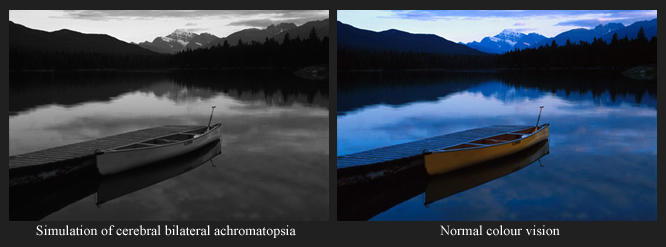 Simulation of cerebral bilateral achromatopsia
Normal colour vision